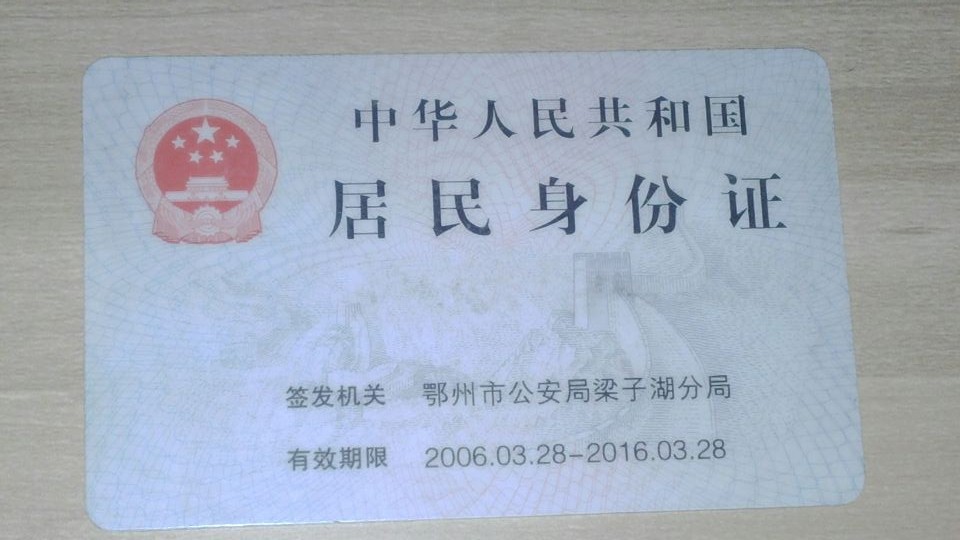 中华人民共和国
居民身份证
签发机关 鄂州市公安局梁子湖分局
有效期限 2006.03.28-2016.03.28